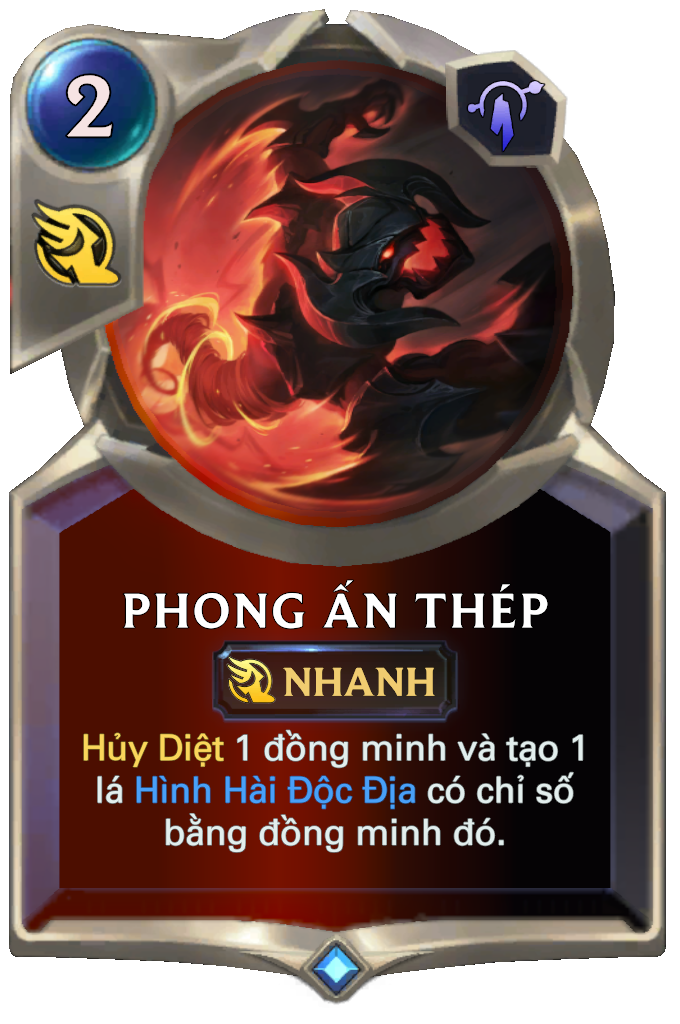 2
PHONG ẤN THÉP
NHANH
Hủy Diệt 1 đồng minh và tạo 1
lá Hình Hài Độc Địa có chỉ số
bằng đồng minh đó.